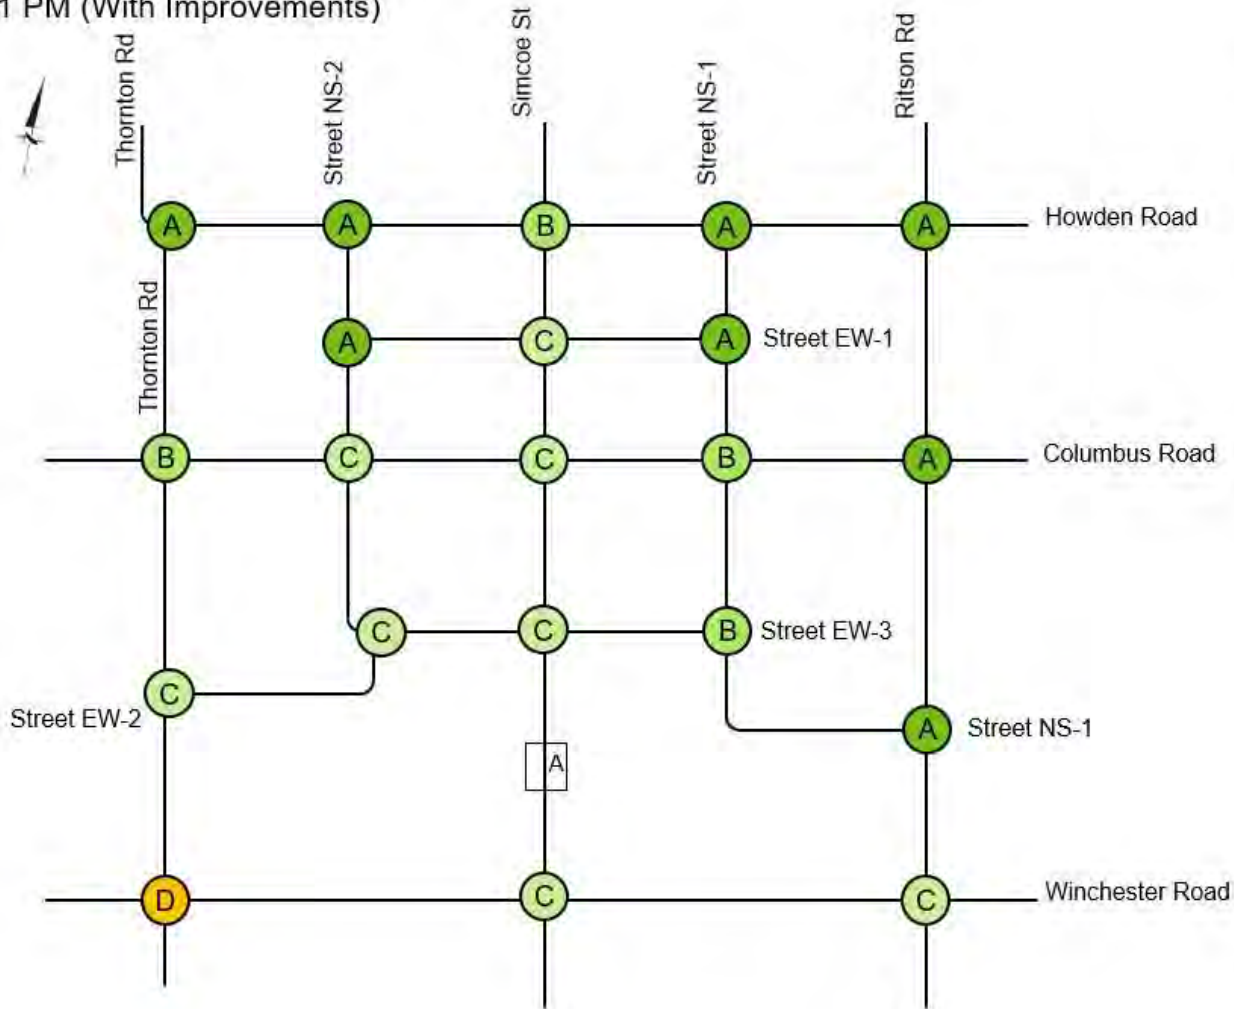 1 PM (With Improvements)
Thornton Rd
Street NS-2
Simcoe St
Street NS-1
Ritson Rd
A
A
B
A
A
Howden Road
Thornton Rd
A
C
A
Street EW-1
B
C
C
B
A
Columbus Road
C
C
B
Street EW-3
C
Street EW-2
A
Street NS-1
A
D
C
C
Winchester Road